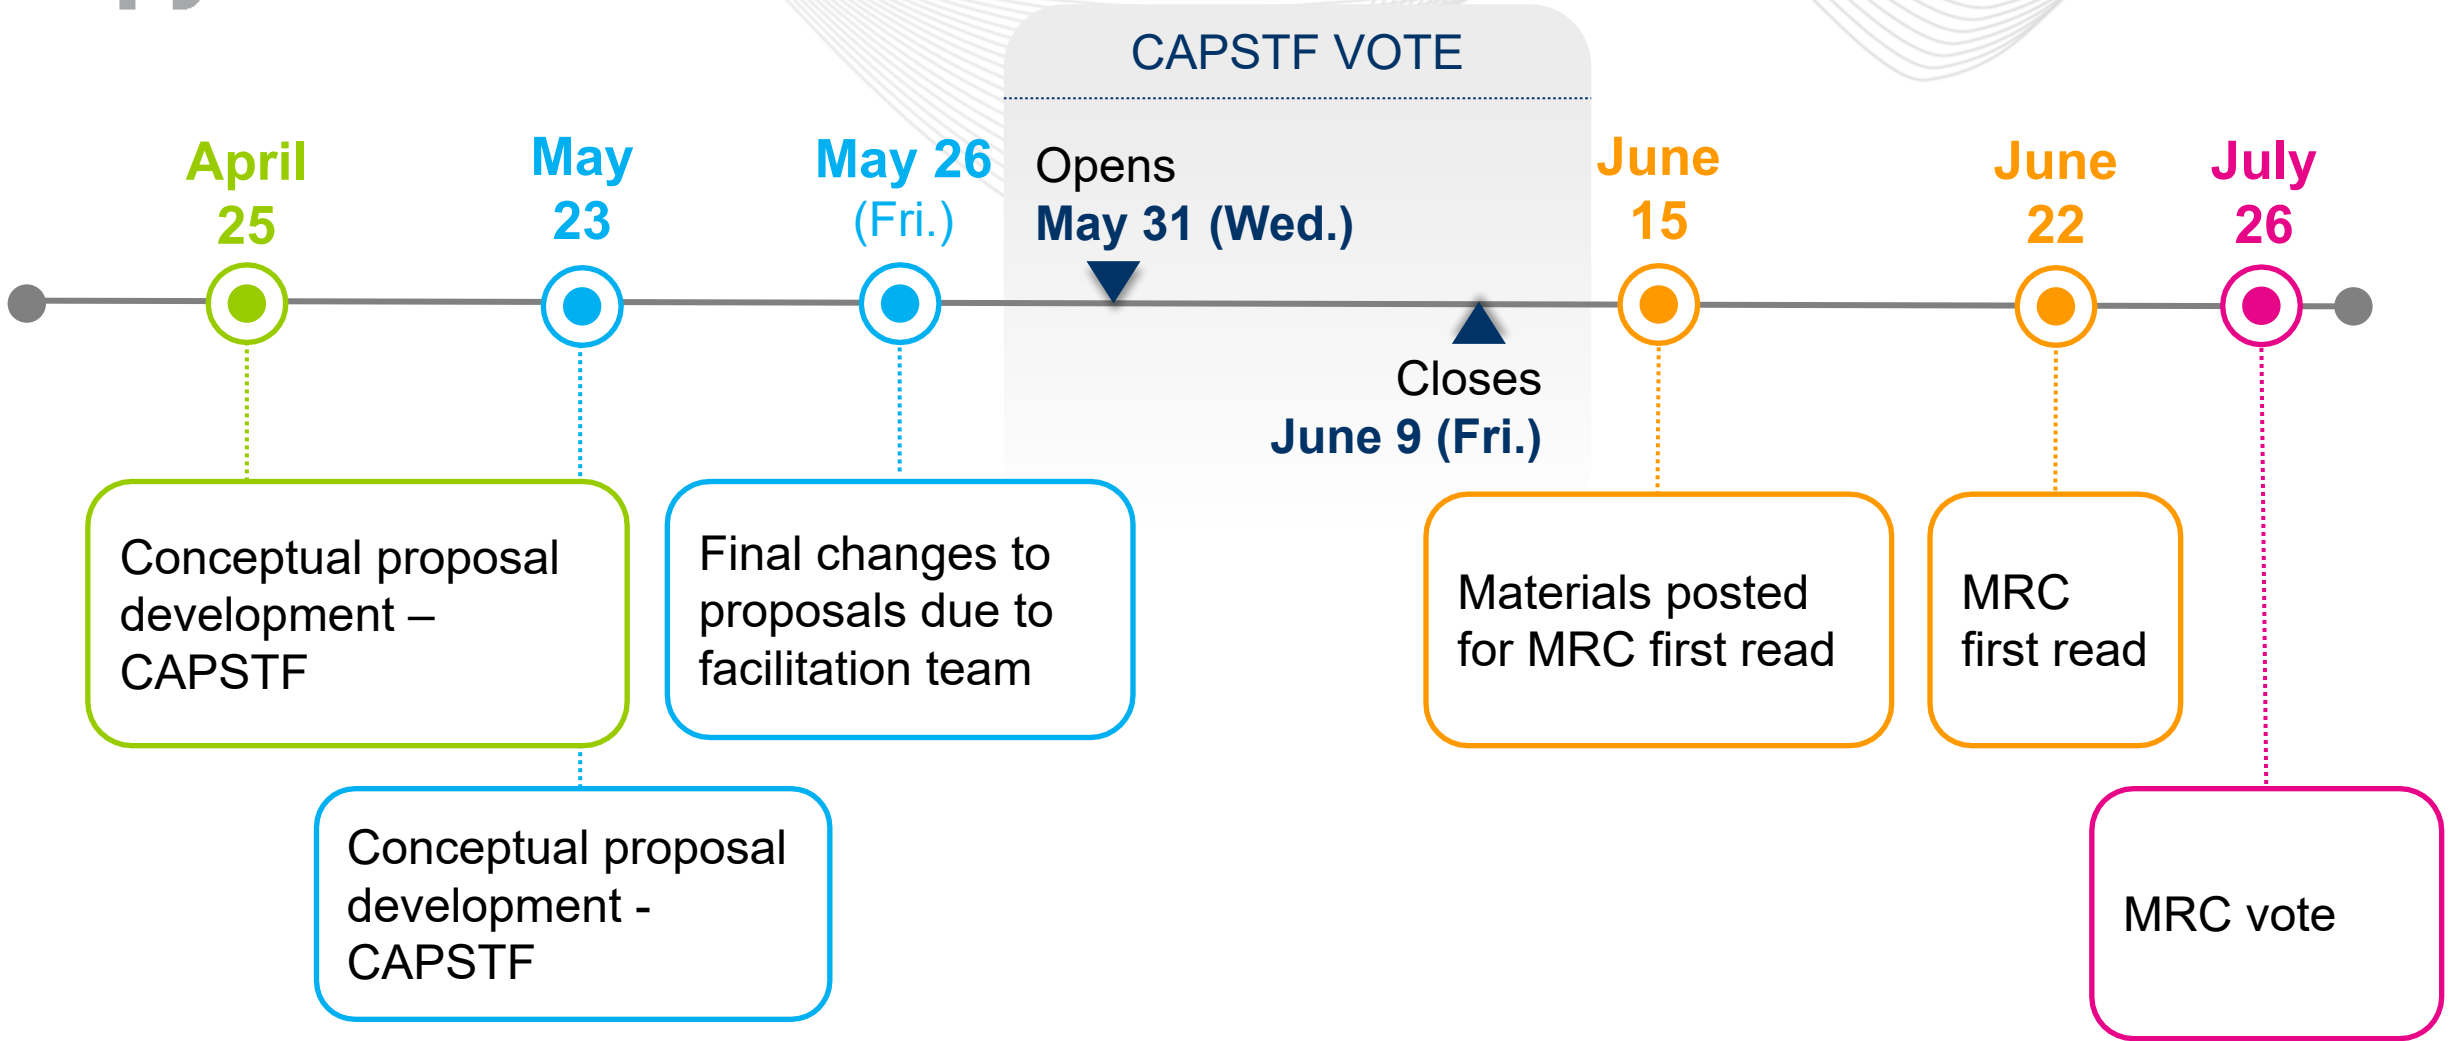 CAPSTF VOTE
April
25
May
23
May 26
(Fri.)
Opens
May 31 (Wed.)
Closes
June 9 (Fri.)
June
15
June
22
July
26
Conceptual proposal
development –
CAPSTF
Conceptual proposal
development -
CAPSTF
Final changes to
proposals due to
facilitation team
Materials posted
for MRC first read
MRC
first read
MRC vote